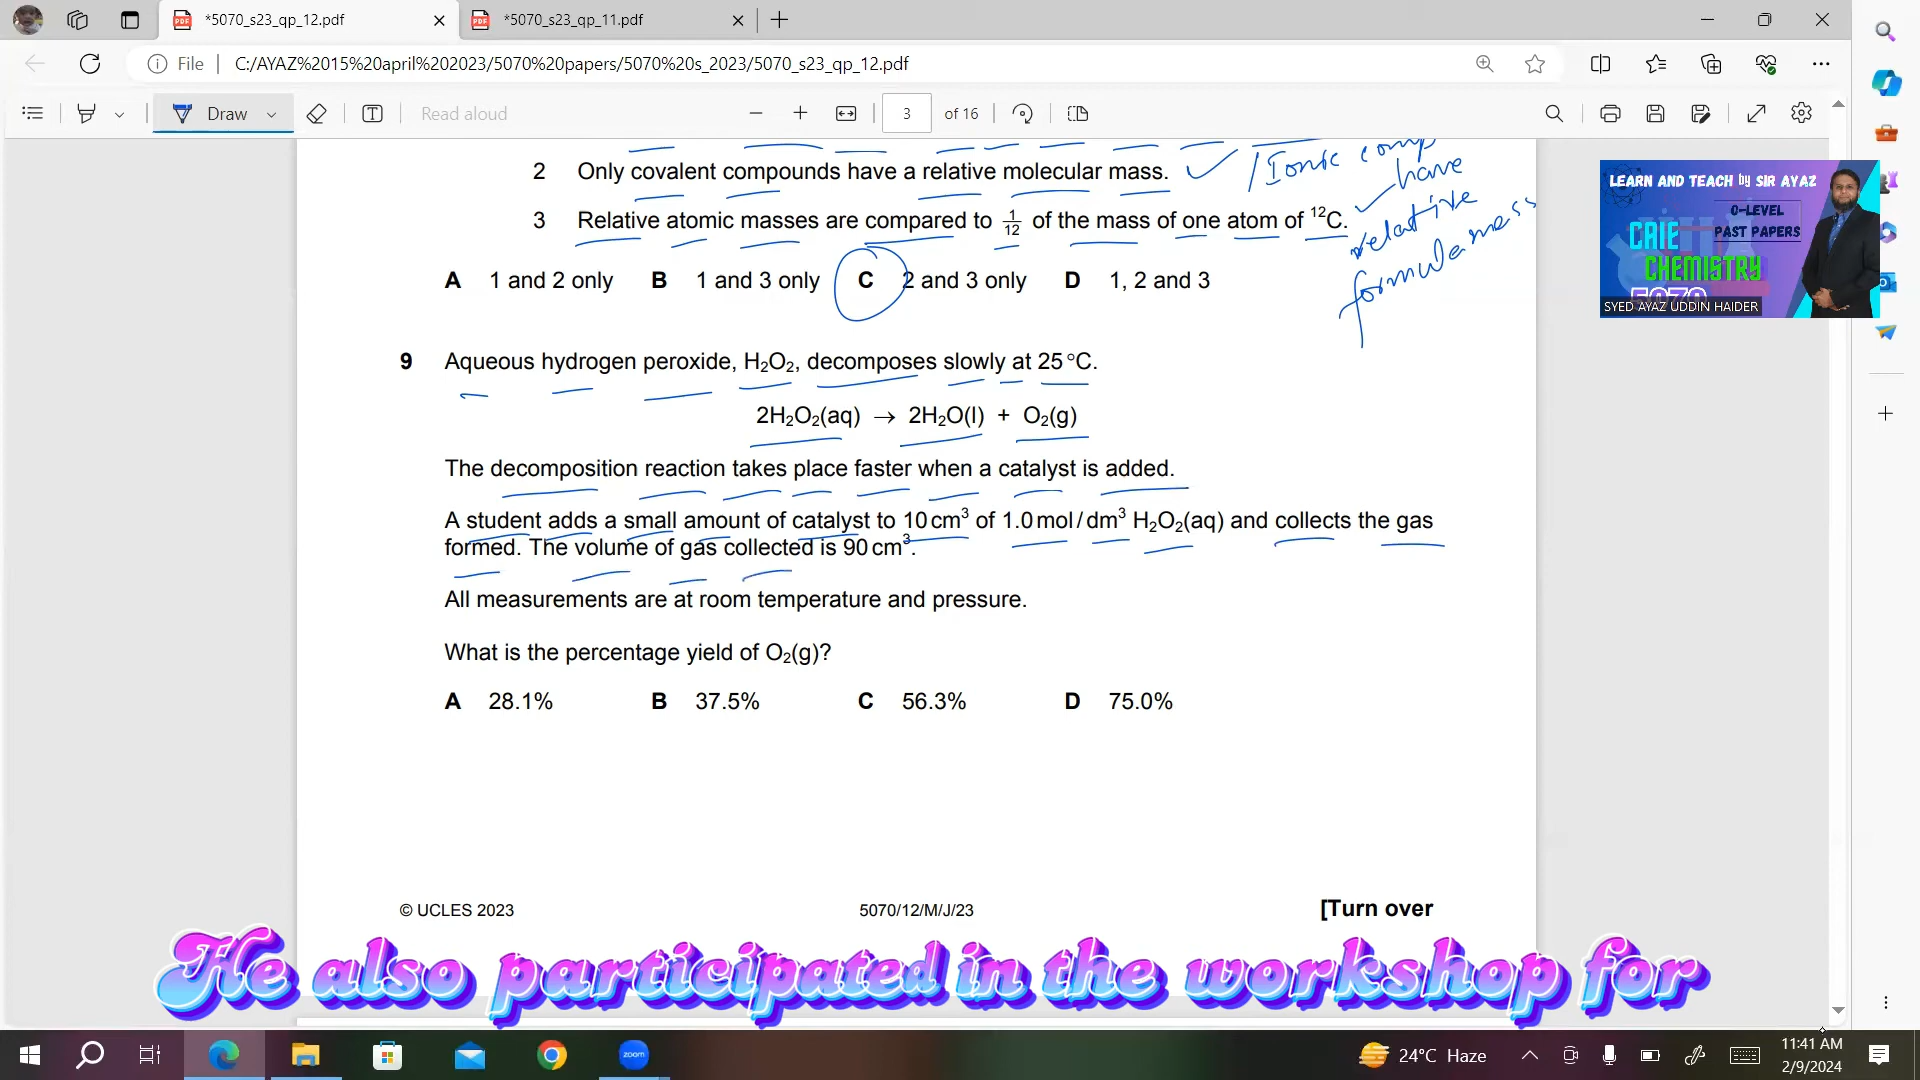 *5070_s23_qp_12.pdf
*5070_s23_qp_11.pdf
File
C:/AYAZ%2015%20april%202023/5070%20papers/5070%20s_2023/5070_s23_qp_12.pdf
Draw
Read aloud
3 of 16
2 Only covalent compounds have a relative molecular mass.
/ Ionic comp
have
relative
formula mass
3 Relative atomic masses are compared to 1/12 of the mass of one atom of ¹²C.
A 1 and 2 only B 1 and 3 only C 2 and 3 only D 1, 2 and 3
LEARN AND TEACH by SIR AYAZ
O-LEVEL
PAST PAPERS
CAIE
CHEMISTRY
5070
SYED AYAZ UDDIN HAIDER
9 Aqueous hydrogen peroxide, H₂O₂, decomposes slowly at 25 °C.
2H₂O₂(aq) → 2H₂O(l) + O₂(g)
The decomposition reaction takes place faster when a catalyst is added.
A student adds a small amount of catalyst to 10 cm³ of 1.0 mol / dm³ H₂O₂(aq) and collects the gas
formed. The volume of gas collected is 90 cm³.
All measurements are at room temperature and pressure.
What is the percentage yield of O₂(g)?
A 28.1% B 37.5% C 56.3% D 75.0%
© UCLES 2023 5070/12/M/J/23 [Turn over
He also participated in the workshop for
zoom
24°C Haze
11:41 AM
2/9/2024